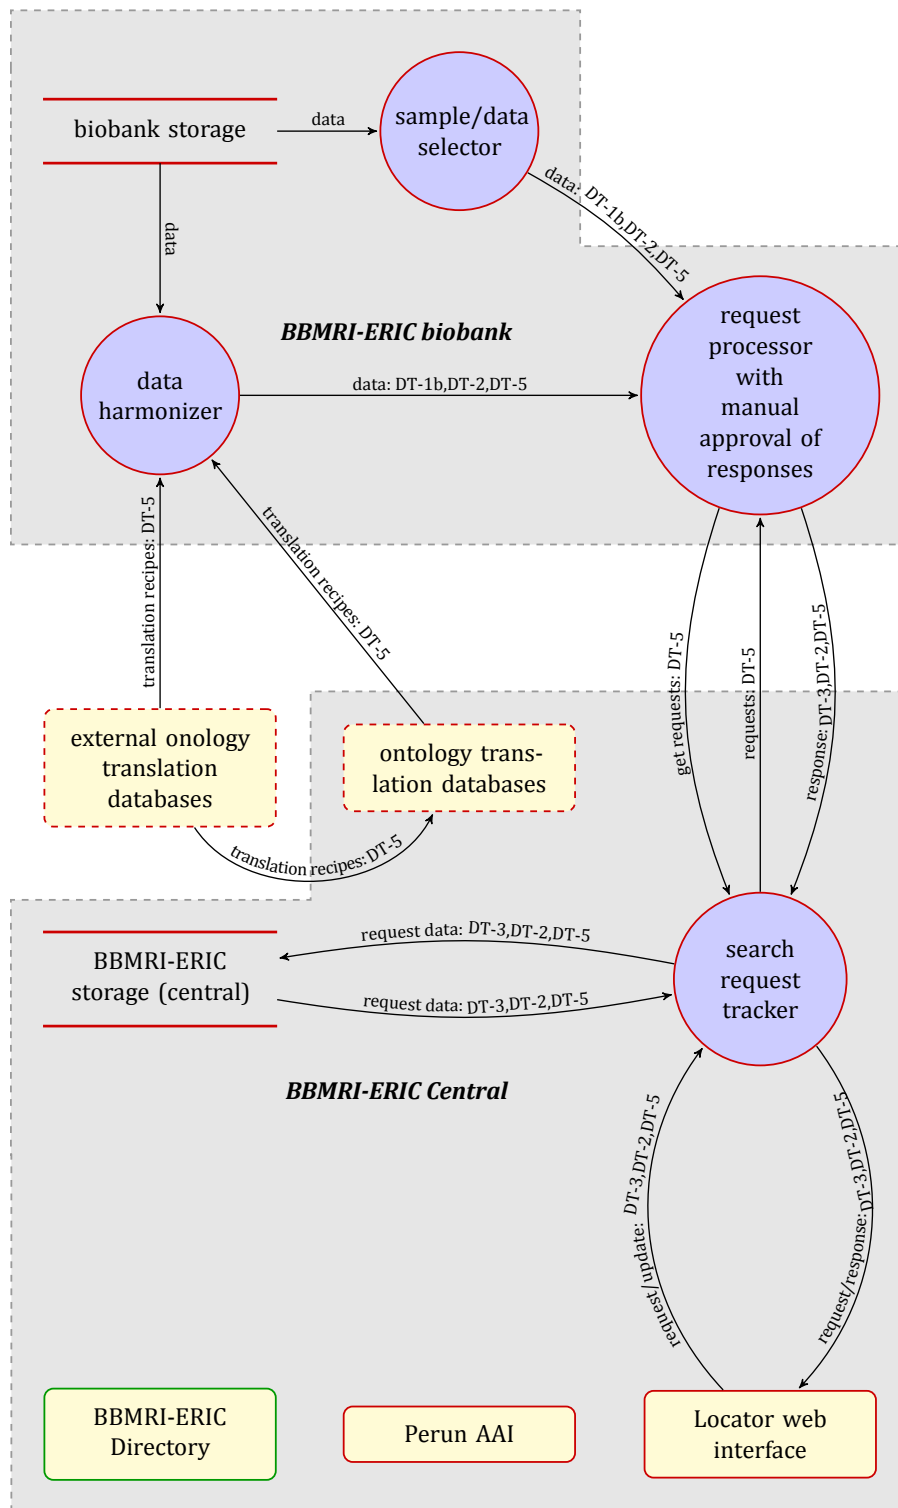 biobank storage
data
sample/data
selector
data: DT-1b,DT-2,DT-5
data
BBMRI-ERIC biobank
request
processor
with
manual
approval of
responses
data
harmonizer
data: DT-1b,DT-2,DT-5
translation recipes: DT-5
translation recipes: DT-5
get requests: DT-5
requests: DT-5
response: DT-3,DT-2,DT-5
external onology
translation
databases
ontology trans-
lation databases
translation recipes: DT-5
BBMRI-ERIC
storage (central)
request data: DT-3,DT-2,DT-5
request data: DT-3,DT-2,DT-5
search
request
tracker
BBMRI-ERIC Central
request/update: DT-3,DT-2,DT-5
request/response: DT-3,DT-2,DT-5
BBMRI-ERIC
Directory
Perun AAI
Locator web
interface